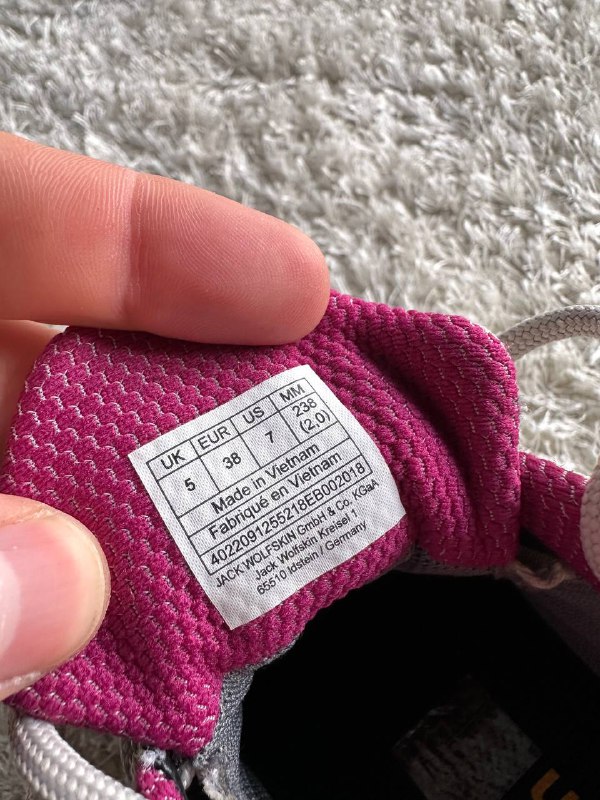 UK EUR US MM
5 38 7 238 (2.0)
Made in Vietnam
Fabriqué en Vietnam
4022091255218EB002018
JACK WOLFSKIN GmbH & Co. KGaA
Jack Wolfskin Kreisel 1
65510 Idstein / Germany